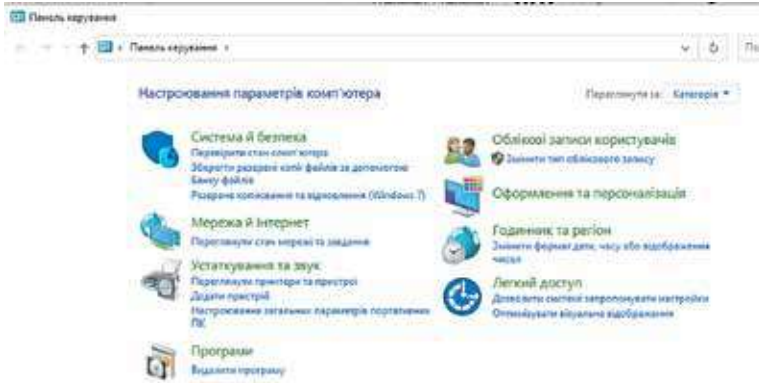 Панель керування
Панель керування
Настроювання параметрів комп'ютера
Переглянути за: Категорія
Система й безпека
Перевірити стан комп'ютера
Зберегти резервні копії файлів за допомогою
Резервне копіювання та відновлення (Windows 7)
Мережа й Інтернет
Переглянути стан мережі та завдання
Устаткування та звук
Переглянути принтери та пристрої
Додати пристрій
Настроювання загальних параметрів портативних
ПК
Програми
Видалити програму
Облікові записи користувачів
Змінити тип облікового запису
Оформлення та персоналізація
Годинник та регіон
Змінити формат дати, часу або відображення
чисел
Легкий доступ
Дозволити системі запропонувати настройки
Оптимізувати візуальне відображення